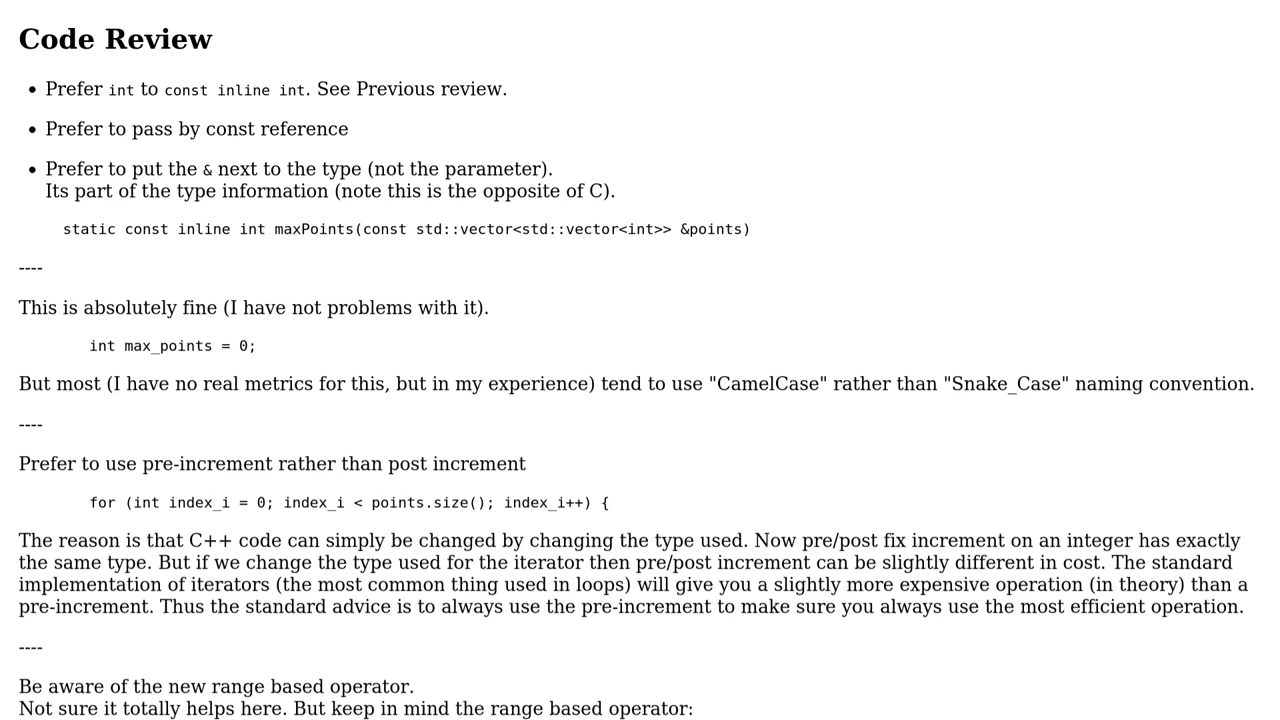 Code Review
• Prefer int to const inline int. See Previous review.
• Prefer to pass by const reference
• Prefer to put the & next to the type (not the parameter).
Its part of the type information (note this is the opposite of C).
static const inline int maxPoints(const std::vector<std::vector<int>> &points)
----
This is absolutely fine (I have not problems with it).
int max_points = 0;
But most (I have no real metrics for this, but in my experience) tend to use "CamelCase" rather than "Snake_Case" naming convention.
----
Prefer to use pre-increment rather than post increment
for (int index_i = 0; index_i < points.size(); index_i++) {
The reason is that C++ code can simply be changed by changing the type used. Now pre/post fix increment on an integer has exactly
the same type. But if we change the type used for the iterator then pre/post increment can be slightly different in cost. The standard
implementation of iterators (the most common thing used in loops) will give you a slightly more expensive operation (in theory) than a
pre-increment. Thus the standard advice is to always use the pre-increment to make sure you always use the most efficient operation.
----
Be aware of the new range based operator.
Not sure it totally helps here. But keep in mind the range based operator: